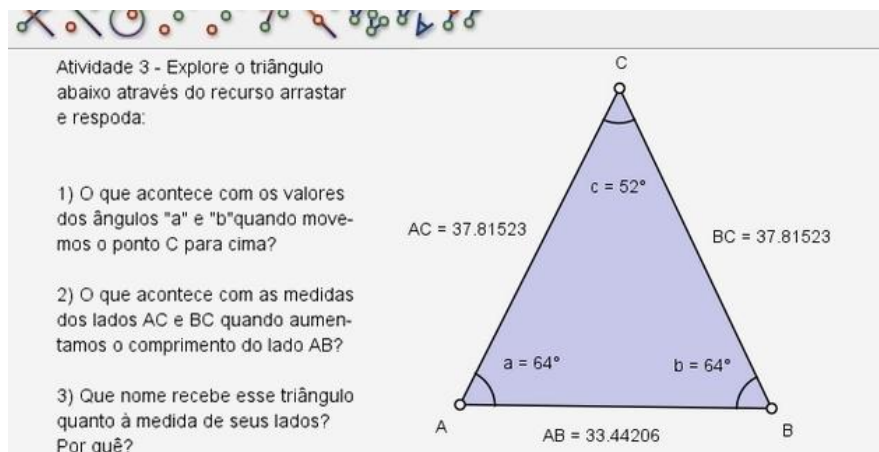 Atividade 3 - Explore o triângulo
abaixo através do recurso arrastar
e respoda:
1) O que acontece com os valores
dos ângulos "a" e "b"quando move-
mos o ponto C para cima?
2) O que acontece com as medidas
dos lados AC e BC quando aumen-
tamos o comprimento do lado AB?
3) Que nome recebe esse triângulo
quanto à medida de seus lados?
Por quê?
C
c = 52°
AC = 37.81523
BC = 37.81523
a = 64°
b = 64°
A
B
AB = 33.44206